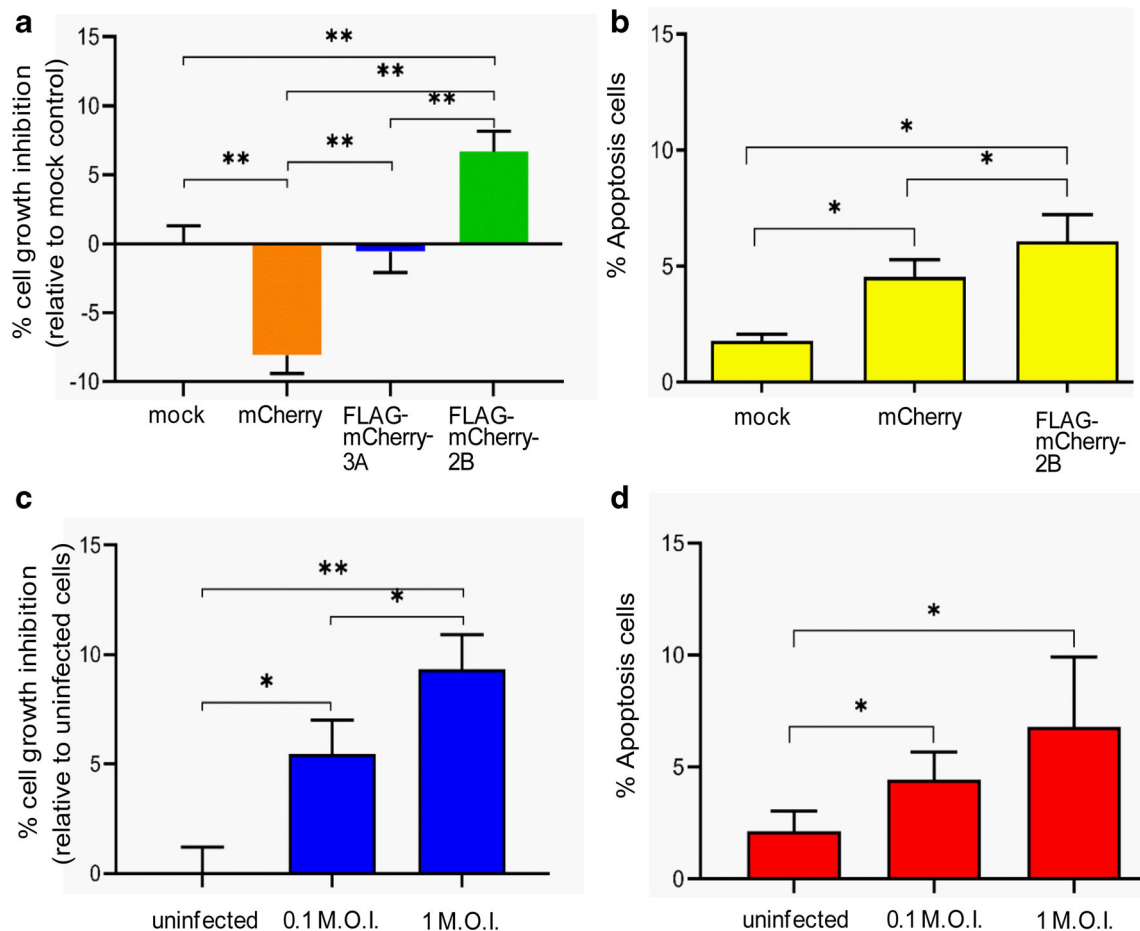 a
% cell growth inhibition
(relative to mock control)
15
10
5
0
-5
-10
**
**
**
**
**
mock
mCherry
FLAG-
mCherry-
3A
FLAG-
mCherry-
2B
b
% Apoptosis cells
15
10
5
0
*
*
*
mock
mCherry
FLAG-
mCherry-
2B
c
% cell growth inhibition
(relative to uninfected cells)
15
10
5
0
**
*
*
uninfected
0.1 M.O.I.
1 M.O.I.
d
% Apoptosis cells
15
10
5
0
*
*
uninfected
0.1 M.O.I.
1 M.O.I.